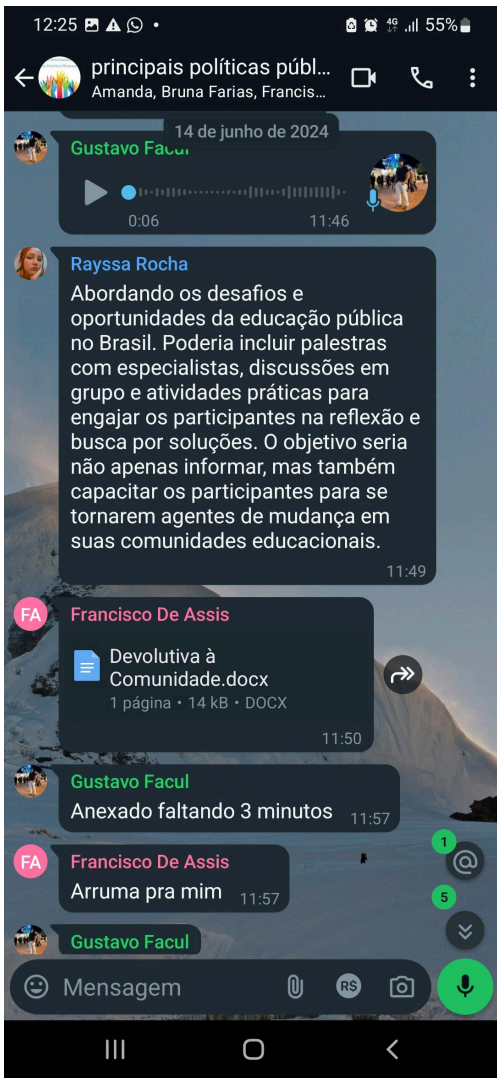 12:25
4G 55%
principais políticas públ...
Amanda, Bruna Farias, Francis...
14 de junho de 2024
Gustavo Facul
0:06 11:46
Rayssa Rocha
Abordando os desafios e
oportunidades da educação pública
no Brasil. Poderia incluir palestras
com especialistas, discussões em
grupo e atividades práticas para
engajar os participantes na reflexão e
busca por soluções. O objetivo seria
não apenas informar, mas também
capacitar os participantes para se
tornarem agentes de mudança em
suas comunidades educacionais.
11:49
FA Francisco De Assis
Devolutiva à
Comunidade.docx
1 página • 14 kB • DOCX
11:50
Gustavo Facul
Anexado faltando 3 minutos 11:57
1
@
FA Francisco De Assis
Arruma pra mim 11:57
5
Gustavo Facul
Mensagem R$